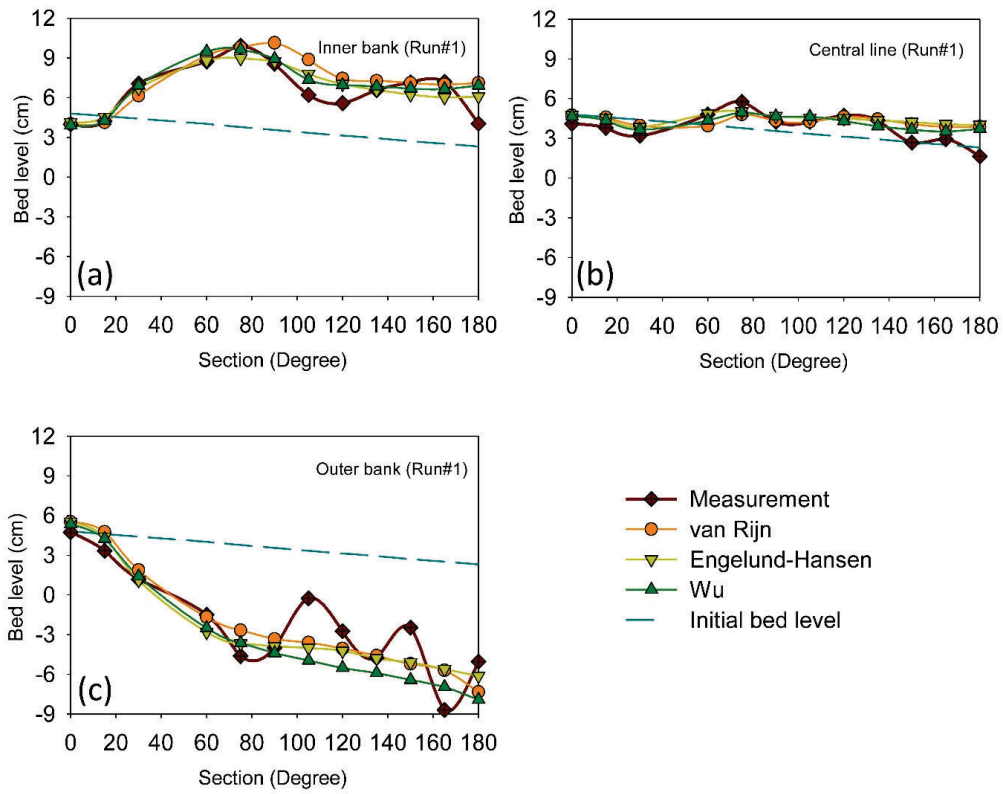 12
9
6
3
0
-3
-6
-9
Bed level (cm)
Inner bank (Run#1)
(a)
0 20 40 60 80 100 120 140 160 180
Section (Degree)
12
9
6
3
0
-3
-6
-9
Bed level (cm)
Central line (Run#1)
(b)
0 20 40 60 80 100 120 140 160 180
Section (Degree)
12
9
6
3
0
-3
-6
-9
Bed level (cm)
Outer bank (Run#1)
(c)
0 20 40 60 80 100 120 140 160 180
Section (Degree)
Measurement
van Rijn
Engelund-Hansen
Wu
Initial bed level